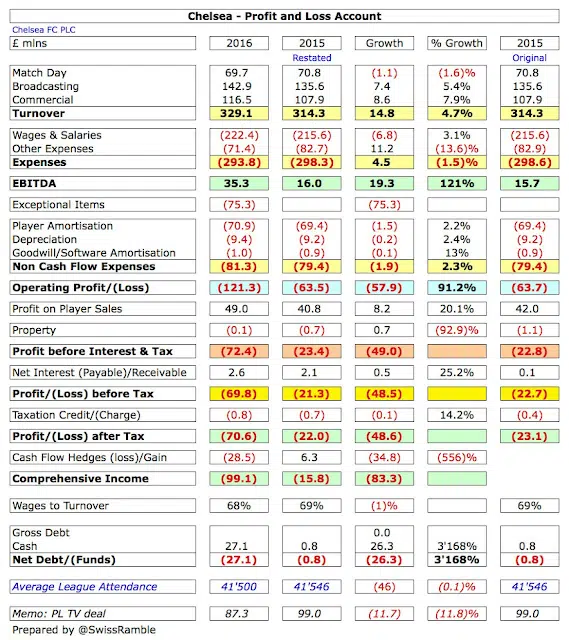 Chelsea - Profit and Loss Account
Chelsea FC PLC
£ mlns 2016 2015 Growth % Growth 2015
Restated Original
Match Day 69.7 70.8 (1.1) (1.6)% 70.8
Broadcasting 142.9 135.6 7.4 5.4% 135.6
Commercial 116.5 107.9 8.6 7.9% 107.9
Turnover 329.1 314.3 14.8 4.7% 314.3
Wages & Salaries (222.4) (215.6) (6.8) 3.1% (215.6)
Other Expenses (71.4) (82.7) 11.2 (13.6)% (82.9)
Expenses (293.8) (298.3) 4.5 (1.5)% (298.6)
EBITDA 35.3 16.0 19.3 121% 15.7
Exceptional Items (75.3) (75.3)
Player Amortisation (70.9) (69.4) (1.5) 2.2% (69.4)
Depreciation (9.4) (9.2) (0.2) 2.4% (9.2)
Goodwill/Software Amortisation (1.0) (0.9) (0.1) 13% (0.9)
Non Cash Flow Expenses (81.3) (79.4) (1.9) 2.3% (79.4)
Operating Profit/(Loss) (121.3) (63.5) (57.9) 91.2% (63.7)
Profit on Player Sales 49.0 40.8 8.2 20.1% 42.0
Property (0.1) (0.7) 0.7 (92.9)% (1.1)
Profit before Interest & Tax (72.4) (23.4) (49.0) (22.8)
Net Interest (Payable)/Receivable 2.6 2.1 0.5 25.2% 0.1
Profit/(Loss) before Tax (69.8) (21.3) (48.5) (22.7)
Taxation Credit/(Charge) (0.8) (0.7) (0.1) 14.2% (0.4)
Profit/(Loss) after Tax (70.6) (22.0) (48.6) (23.1)
Cash Flow Hedges (loss)/Gain (28.5) 6.3 (34.8) (556)%
Comprehensive Income (99.1) (15.8) (83.3)
Wages to Turnover 68% 69% (1)% 69%
Gross Debt 0.0
Cash 27.1 0.8 26.3 3'168% 0.8
Net Debt/(Funds) (27.1) (0.8) (26.3) 3'168% (0.8)
Average League Attendance 41'500 41'546 (46) (0.1)% 41'546
Memo: PL TV deal 87.3 99.0 (11.7) (11.8)% 99.0
Prepared by @SwissRamble